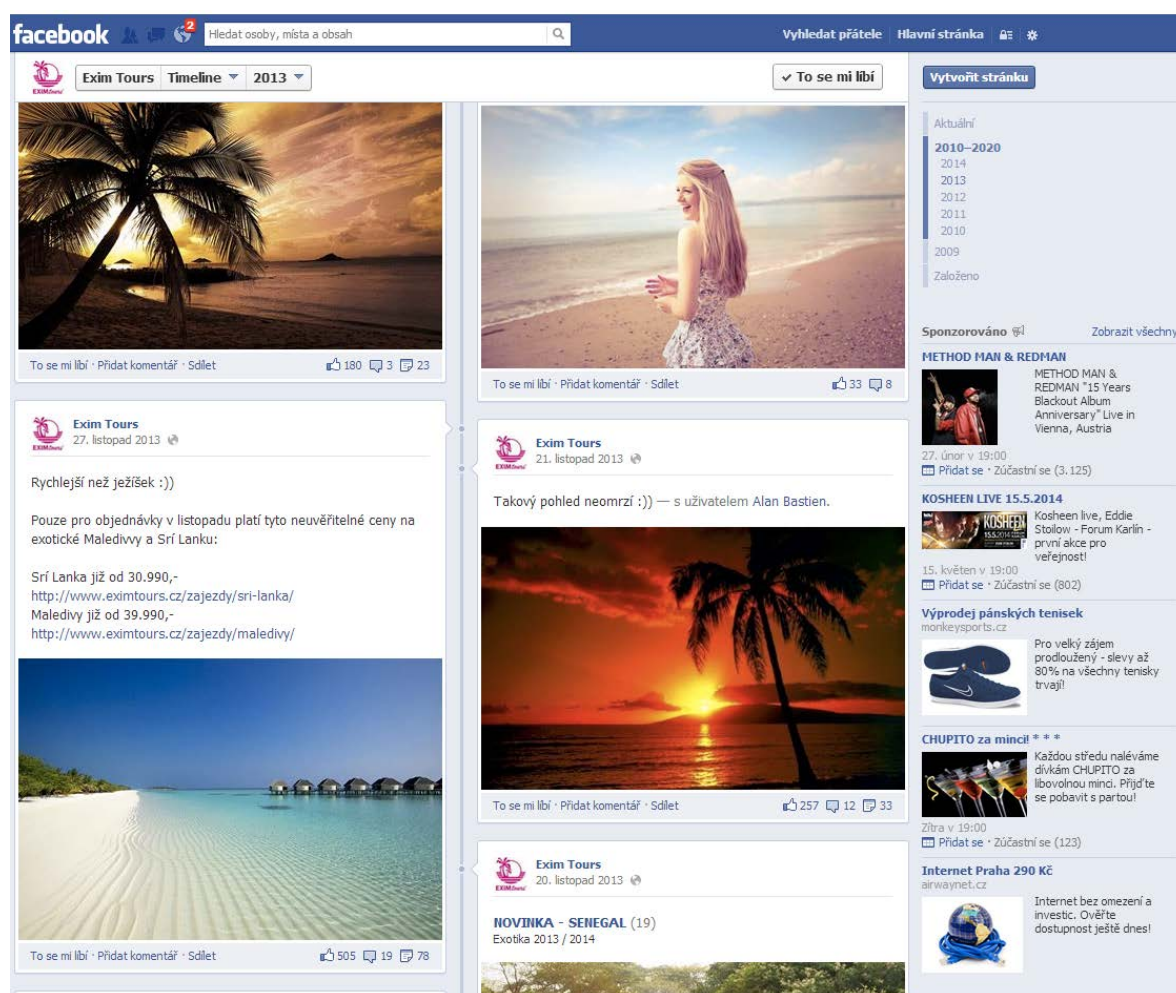 facebook
2
Hledat osoby, místa a obsah
Vyhledat přátele
Hlavní stránka
EXIMtours
Exim Tours
Timeline
2013
✓ To se mi líbí
Vytvořit stránku
To se mi líbí · Přidat komentář · Sdílet
180 3 23
Exim Tours
27. listopad 2013
EXIMtours
Rychlejší než ježíšek :))
Pouze pro objednávky v listopadu platí tyto neuvěřitelné ceny na
exotické Maledivvy a Srí Lanku:
Srí Lanka již od 30.990,-
http://www.eximtours.cz/zajezdy/sri-lanka/
Maledivy již od 39.990,-
http://www.eximtours.cz/zajezdy/maledivy/
To se mi líbí · Přidat komentář · Sdílet
505 19 78
To se mi líbí · Přidat komentář · Sdílet
33 8
Exim Tours
21. listopad 2013
EXIMtours
Takový pohled neomrzí :)) — s uživatelem Alan Bastien.
To se mi líbí · Přidat komentář · Sdílet
257 12 33
Exim Tours
20. listopad 2013
EXIMtours
NOVINKA - SENEGAL (19)
Exotika 2013 / 2014
Aktuální
2010–2020
2014
2013
2012
2011
2010
2009
Založeno
Sponzorováno
Zobrazit všechny
METHOD MAN & REDMAN
METHOD MAN &
REDMAN "15 Years
Blackout Album
Anniversary" Live in
Vienna, Austria
27. únor v 19:00
Přidat se · Zúčastní se (3.125)
KOSHEEN LIVE 15.5.2014
KOSHEEN
15.5.2014
Kosheen live, Eddie
Stoilow - Forum Karlín -
první akce pro
veřejnost!
15. květen v 19:00
Přidat se · Zúčastní se (802)
Výprodej pánských tenisek
monkeysports.cz
Pro velký zájem
prodloužený - slevy až
80% na všechny tenisky
trvají!
CHUPITO za minci! * * *
Každou středu naléváme
dívkám CHUPITO za
libovolnou minci. Přijďte
se pobavit s partou!
Zítra v 19:00
Přidat se · Zúčastní se (123)
Internet Praha 290 Kč
airwaynet.cz
Internet bez omezení a
investic. Ověřte
dostupnost ještě dnes!